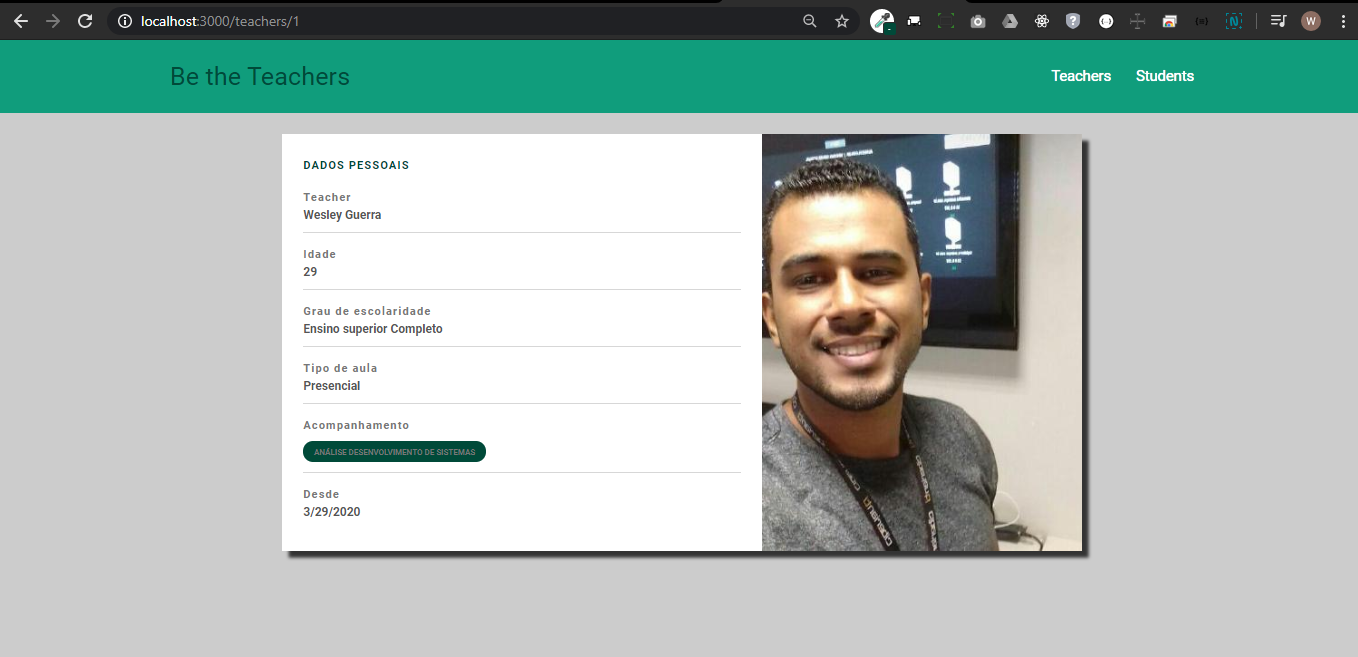 localhost:3000/teachers/1
W
Be the Teachers
Teachers
Students
DADOS PESSOAIS
Teacher
Wesley Guerra
Idade
29
Grau de escolaridade
Ensino superior Completo
Tipo de aula
Presencial
Acompanhamento
ANÁLISE DESENVOLVIMENTO DE SISTEMAS
Desde
3/29/2020